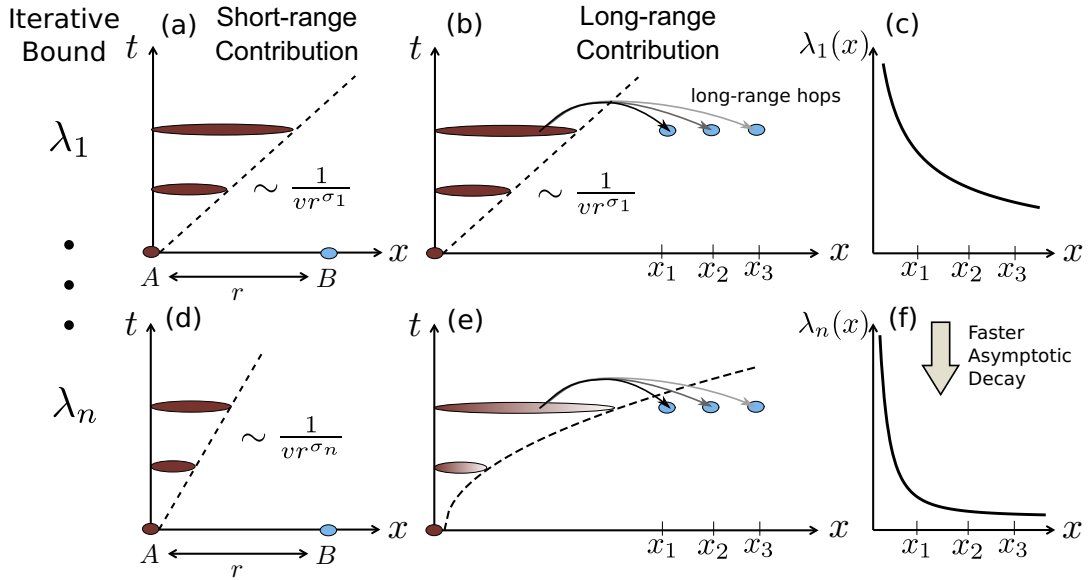 Iterative
Bound
λ₁
λₙ
(a)
Short-range
Contribution
t
∼ 1/(vr^{σ₁})
x
A
r
B
(b)
Long-range
Contribution
t
long-range hops
∼ 1/(vr^{σ₁})
x
x₁ x₂ x₃
(c)
λ₁(x)
x
x₁ x₂ x₃
(d)
t
∼ 1/(vr^{σₙ})
x
A
r
B
(e)
t
x
x₁ x₂ x₃
(f)
λₙ(x)
Faster
Asymptotic
Decay
x
x₁ x₂ x₃